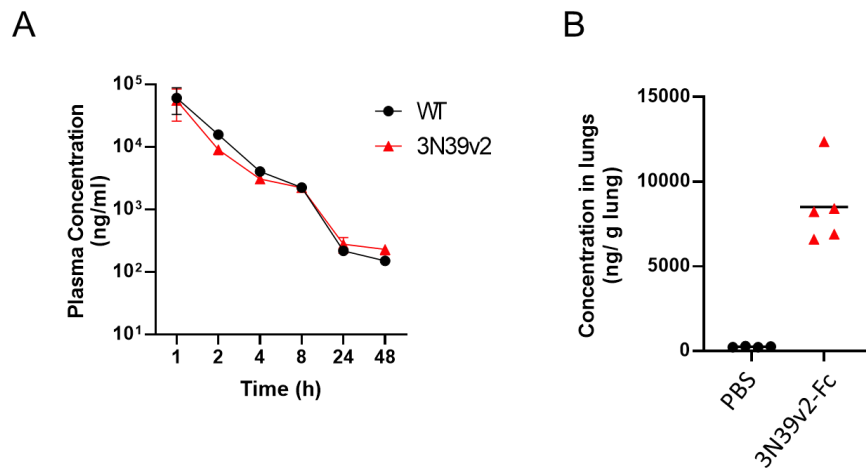 A
Plasma Concentration
(ng/ml)
10⁵
10⁴
10³
10²
10¹
1 2 4 8 24 48
Time (h)
WT
3N39v2
B
Concentration in lungs
(ng/ g lung)
15000
10000
5000
0
PBS
3N39v2-Fc